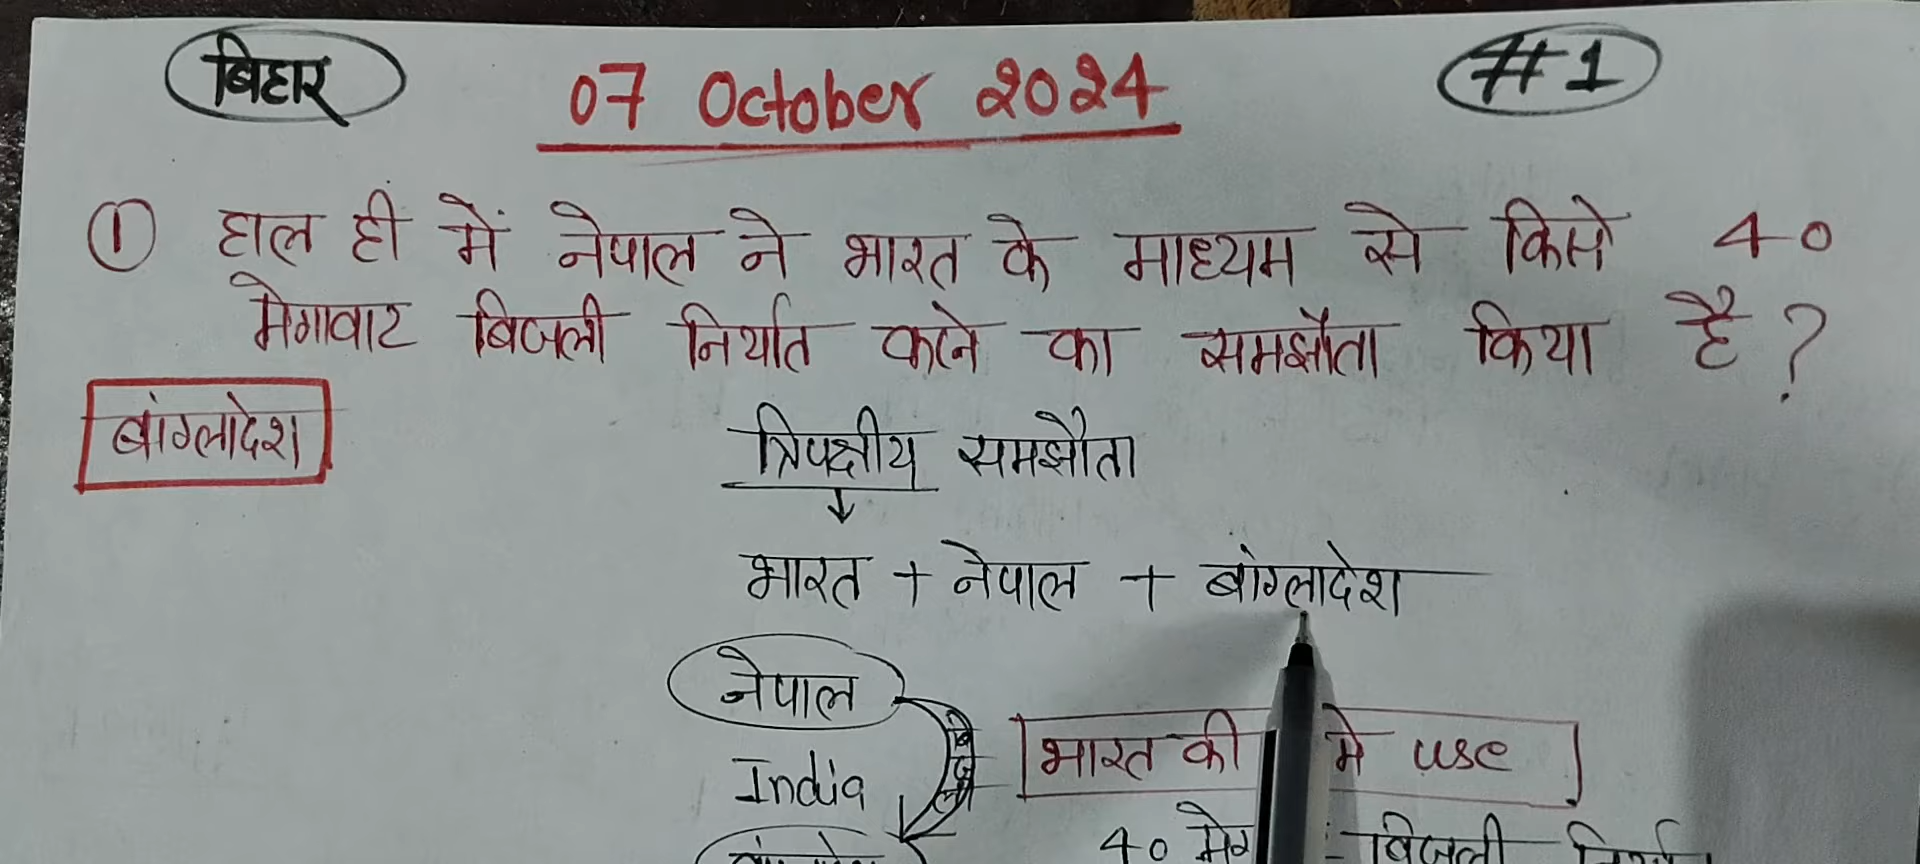 बिहार 07 October 2024 #1
① हाल ही में नेपाल ने भारत के माध्यम से किसे 40
मेगावाट बिजली निर्यात करने का समझौता किया है?
बांग्लादेश
त्रिपक्षीय समझौता
↓
भारत + नेपाल + बांग्लादेश
नेपाल
बिजली
भारत की में use
India
40 बिजली